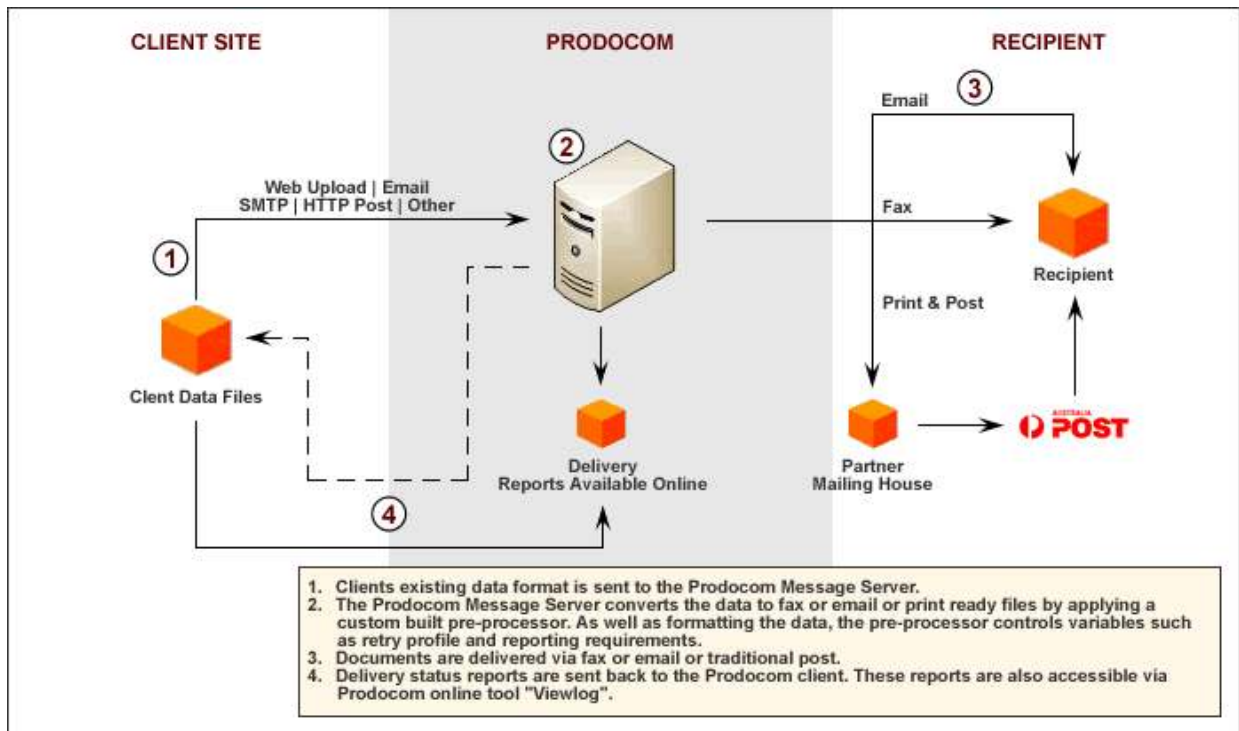 CLIENT SITE
PRODOCOM
RECIPIENT
Email
3
2
Web Upload | Email
SMTP | HTTP Post | Other
Fax
1
Recipient
Print & Post
Clent Data Files
AUSTRALIA
POST
Delivery
Reports Available Online
Partner
Mailing House
4
1. Clients existing data format is sent to the Prodocom Message Server.
2. The Prodocom Message Server converts the data to fax or email or print ready files by applying a
custom built pre-processor. As well as formatting the data, the pre-processor controls variables such
as retry profile and reporting requirements.
3. Documents are delivered via fax or email or traditional post.
4. Delivery status reports are sent back to the Prodocom client. These reports are also accessible via
Prodocom online tool "Viewlog".